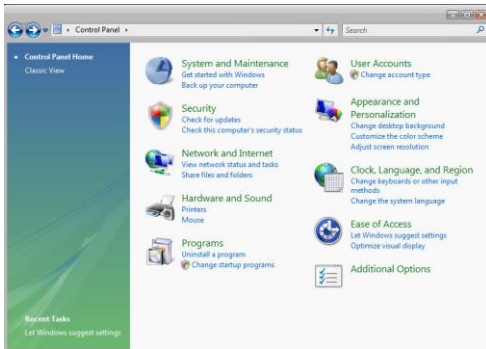 Control Panel
Search
Control Panel Home
Classic View
System and Maintenance
Get started with Windows
Back up your computer
Security
Check for updates
Check this computer's security status
Network and Internet
View network status and tasks
Share files and folders
Hardware and Sound
Printers
Mouse
Programs
Uninstall a program
Change startup programs
User Accounts
Change account type
Appearance and
Personalization
Change desktop background
Customize the color scheme
Adjust screen resolution
Clock, Language, and Region
Change keyboards or other input
methods
Change the system language
Ease of Access
Let Windows suggest settings
Optimize visual display
Additional Options
Recent Tasks
Let Windows suggest settings